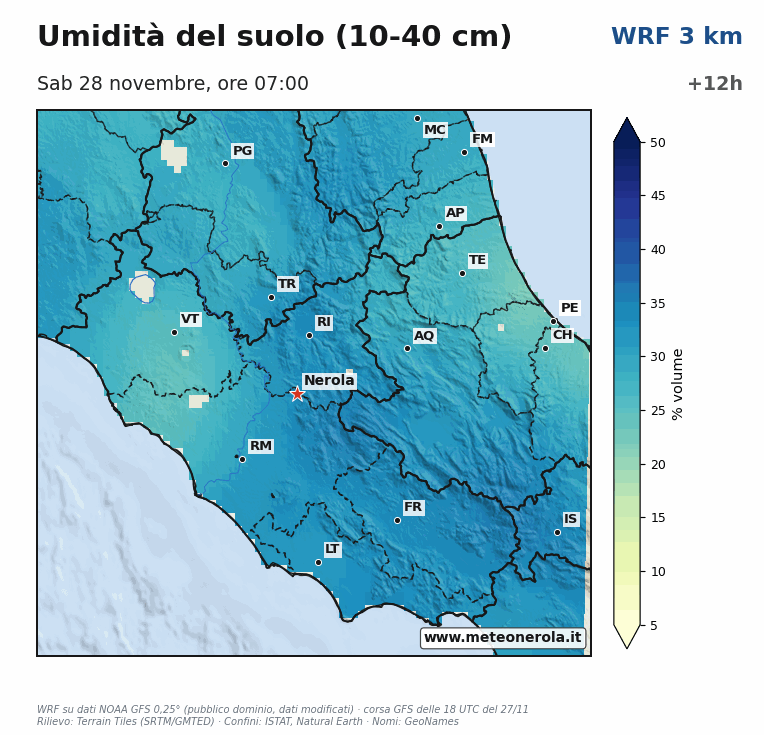 Umidità del suolo (10-40 cm)
WRF 3 km
Sab 28 novembre, ore 07:00
+12h
MC
FM
PG
AP
TE
TR
PE
VT
RI
AQ
CH
Nerola
RM
FR
IS
LT
www.meteonerola.it
50
45
40
35
30
25
20
15
10
5
% volume
WRF su dati NOAA GFS 0,25° (pubblico dominio, dati modificati) · corsa GFS delle 18 UTC del 27/11
Rilievo: Terrain Tiles (SRTM/GMTED) · Confini: ISTAT, Natural Earth · Nomi: GeoNames